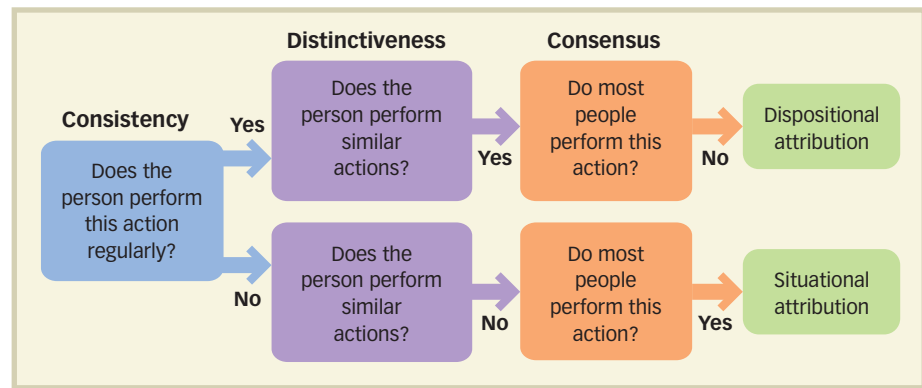 Distinctiveness
Consensus
Consistency
Does the
person perform
this action
regularly?
Yes
Does the
person perform
similar
actions?
Yes
Do most
people
perform this
action?
No
Dispositional
attribution
No
Does the
person perform
similar
actions?
No
Do most
people
perform this
action?
Yes
Situational
attribution